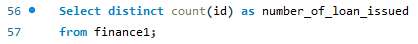 56 Select distinct count(id) as number_of_loan_issued
57 from finance1;